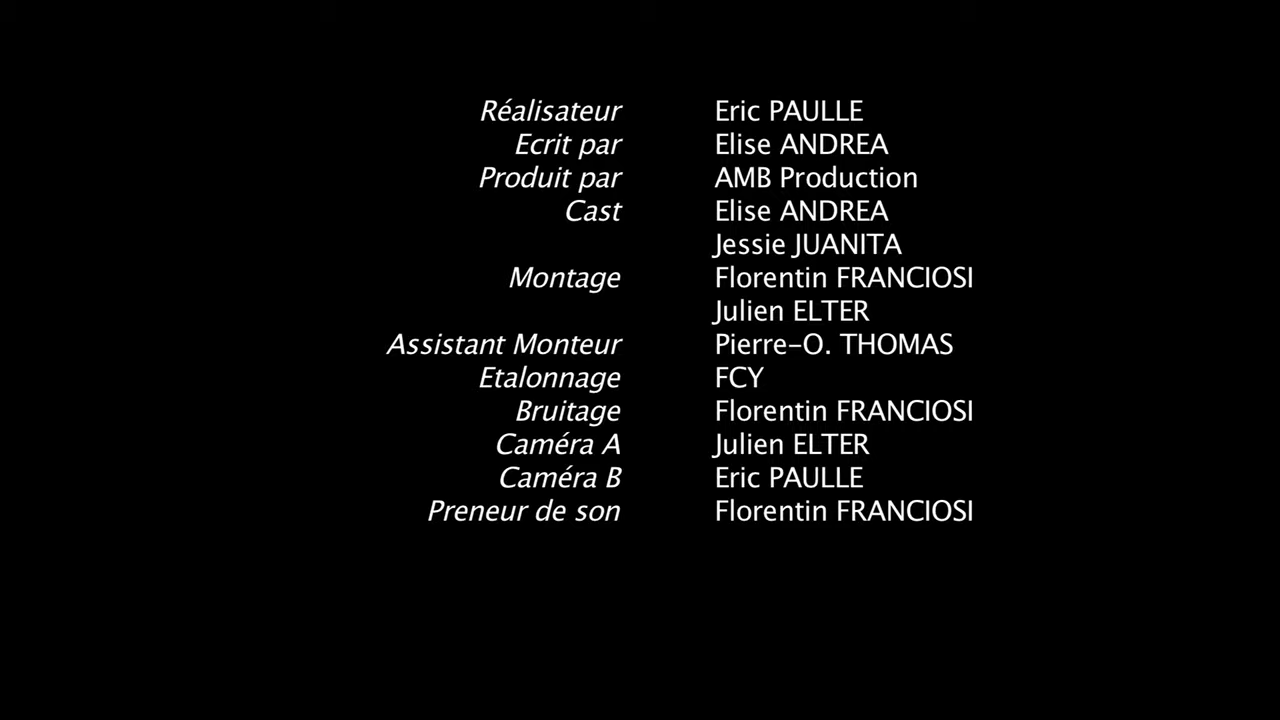 Réalisateur Eric PAULLE
Ecrit par Elise ANDREA
Produit par AMB Production
Cast Elise ANDREA
Jessie JUANITA
Montage Florentin FRANCIOSI
Julien ELTER
Assistant Monteur Pierre-O. THOMAS
Etalonnage FCY
Bruitage Florentin FRANCIOSI
Caméra A Julien ELTER
Caméra B Eric PAULLE
Preneur de son Florentin FRANCIOSI